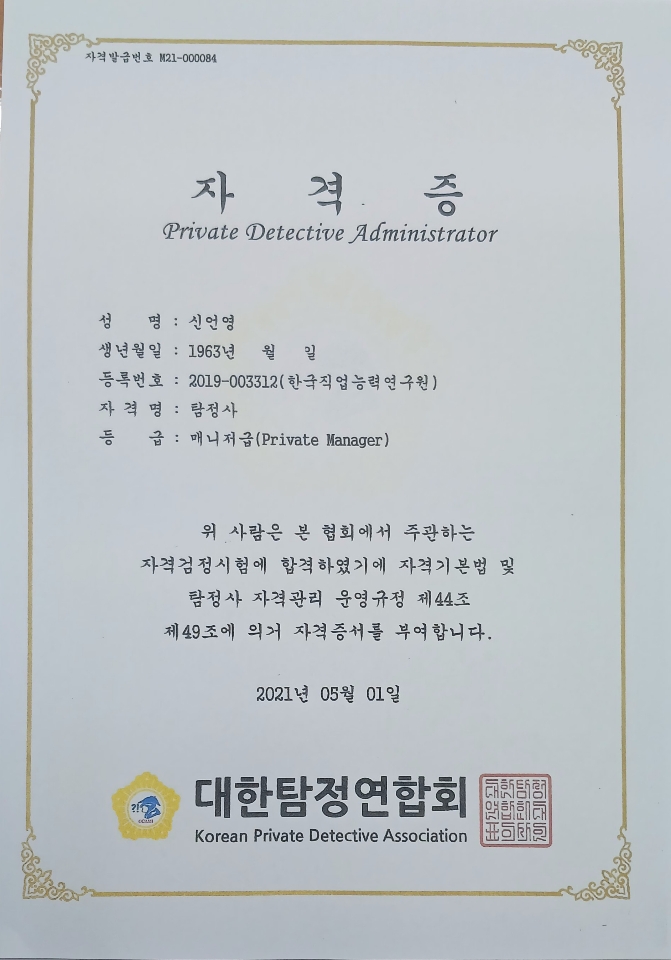 자격발급번호 M21-000084
자 격 증
Private Detective Administrator
성 명 : 신언영
생년월일 : 1963년 월 일
등록번호 : 2019-003312(한국직업능력연구원)
자 격 명 : 탐정사
등 급 : 매니저급(Private Manager)
위 사람은 본 협회에서 주관하는
자격검정시험에 합격하였기에 자격기본법 및
탐정사 자격관리 운영규정 제44조
제49조에 의거 자격증서를 부여합니다.
2021년 05월 01일
대한탐정연합회
Korean Private Detective Association